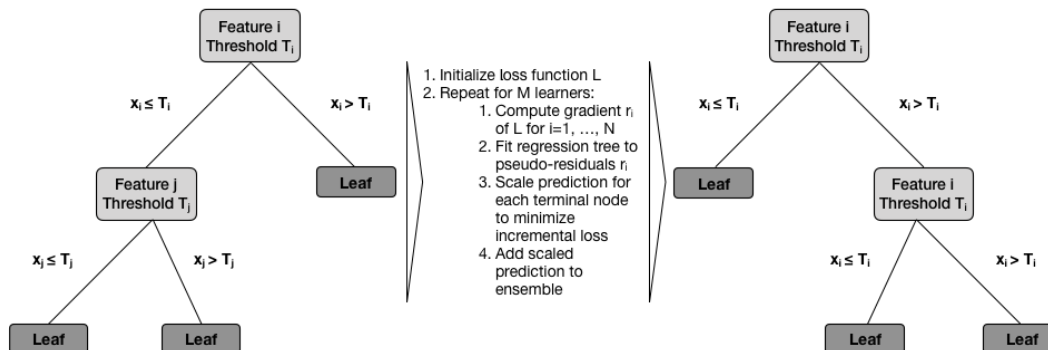 Feature i
Threshold Tᵢ
xᵢ ≤ Tᵢ
xᵢ > Tᵢ
Feature j
Threshold Tⱼ
Leaf
xⱼ ≤ Tⱼ
xⱼ > Tⱼ
Leaf
Leaf
1. Initialize loss function L
2. Repeat for M learners:
1. Compute gradient rᵢ
of L for i=1, …, N
2. Fit regression tree to
pseudo-residuals rᵢ
3. Scale prediction for
each terminal node
to minimize
incremental loss
4. Add scaled
prediction to
ensemble
Feature i
Threshold Tᵢ
xᵢ ≤ Tᵢ
xᵢ > Tᵢ
Leaf
Feature i
Threshold Tᵢ
xᵢ ≤ Tᵢ
xᵢ > Tᵢ
Leaf
Leaf